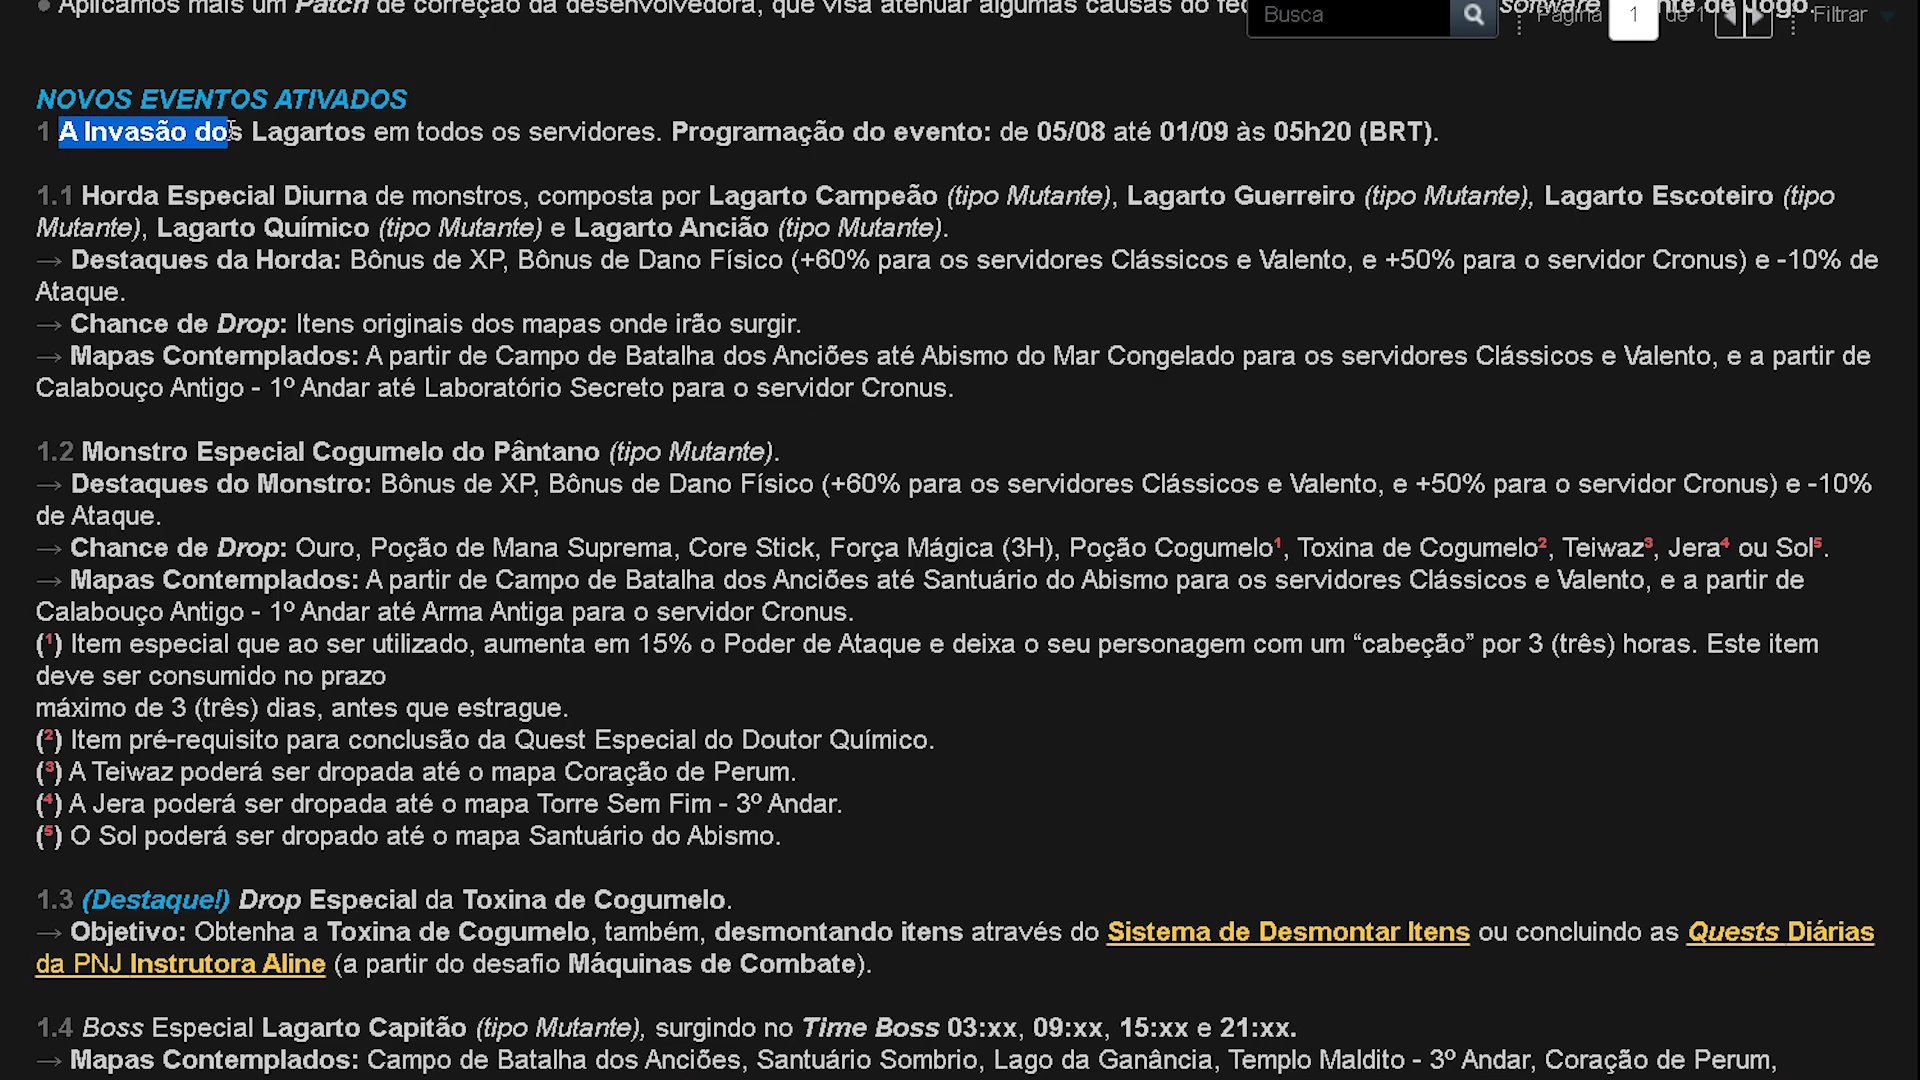 ● Aplicamos mais um Patch de correção da desenvolvedora, que visa atenuar algumas causas do software de Jogo.
Busca Página 1 de 1 Filtrar
NOVOS EVENTOS ATIVADOS
1 A Invasão dos Lagartos em todos os servidores. Programação do evento: de 05/08 até 01/09 às 05h20 (BRT).
1.1 Horda Especial Diurna de monstros, composta por Lagarto Campeão (tipo Mutante), Lagarto Guerreiro (tipo Mutante), Lagarto Escoteiro (tipo
Mutante), Lagarto Químico (tipo Mutante) e Lagarto Ancião (tipo Mutante).
→ Destaques da Horda: Bônus de XP, Bônus de Dano Físico (+60% para os servidores Clássicos e Valento, e +50% para o servidor Cronus) e -10% de
Ataque.
→ Chance de Drop: Itens originais dos mapas onde irão surgir.
→ Mapas Contemplados: A partir de Campo de Batalha dos Anciões até Abismo do Mar Congelado para os servidores Clássicos e Valento, e a partir de
Calabouço Antigo - 1º Andar até Laboratório Secreto para o servidor Cronus.
1.2 Monstro Especial Cogumelo do Pântano (tipo Mutante).
→ Destaques do Monstro: Bônus de XP, Bônus de Dano Físico (+60% para os servidores Clássicos e Valento, e +50% para o servidor Cronus) e -10%
de Ataque.
→ Chance de Drop: Ouro, Poção de Mana Suprema, Core Stick, Força Mágica (3H), Poção Cogumelo¹, Toxina de Cogumelo², Teiwaz³, Jera⁴ ou Sol⁵.
→ Mapas Contemplados: A partir de Campo de Batalha dos Anciões até Santuário do Abismo para os servidores Clássicos e Valento, e a partir de
Calabouço Antigo - 1º Andar até Arma Antiga para o servidor Cronus.
(¹) Item especial que ao ser utilizado, aumenta em 15% o Poder de Ataque e deixa o seu personagem com um “cabeção” por 3 (três) horas. Este item
deve ser consumido no prazo
máximo de 3 (três) dias, antes que estrague.
(²) Item pré-requisito para conclusão da Quest Especial do Doutor Químico.
(³) A Teiwaz poderá ser dropada até o mapa Coração de Perum.
(⁴) A Jera poderá ser dropada até o mapa Torre Sem Fim - 3º Andar.
(⁵) O Sol poderá ser dropado até o mapa Santuário do Abismo.
1.3 (Destaque!) Drop Especial da Toxina de Cogumelo.
→ Objetivo: Obtenha a Toxina de Cogumelo, também, desmontando itens através do Sistema de Desmontar Itens ou concluindo as Quests Diárias
da PNJ Instrutora Aline (a partir do desafio Máquinas de Combate).
1.4 Boss Especial Lagarto Capitão (tipo Mutante), surgindo no Time Boss 03:xx, 09:xx, 15:xx e 21:xx.
→ Mapas Contemplados: Campo de Batalha dos Anciões, Santuário Sombrio, Lago da Ganância, Templo Maldito - 3º Andar, Coração de Perum,